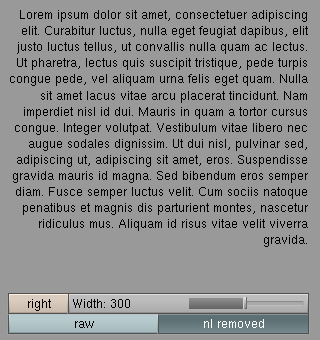 Lorem ipsum dolor sit amet, consectetuer adipiscing
elit. Curabitur luctus, nulla eget feugiat dapibus, elit
justo luctus tellus, ut convallis nulla quam ac lectus.
Ut pharetra, lectus quis suscipit tristique, pede turpis
congue pede, vel aliquam urna felis eget quam. Nulla
sit amet lacus vitae arcu placerat tincidunt. Nam
imperdiet nisl id dui. Mauris in quam a tortor cursus
congue. Integer volutpat. Vestibulum vitae libero nec
augue sodales dignissim. Ut dui nisl, pulvinar sed,
adipiscing ut, adipiscing sit amet, eros. Suspendisse
gravida mauris id magna. Sed bibendum eros semper
diam. Fusce semper luctus velit. Cum sociis natoque
penatibus et magnis dis parturient montes, nascetur
ridiculus mus. Aliquam id risus vitae velit viverra
gravida.
right Width: 300
raw nl removed